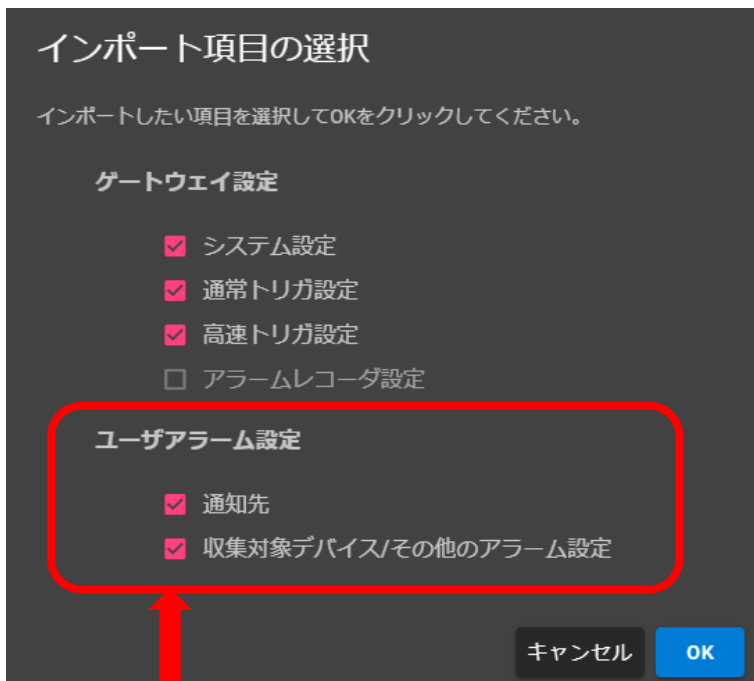 インポート項目の選択
インポートしたい項目を選択してOKをクリックしてください。
ゲートウェイ設定
システム設定
通常トリガ設定
高速トリガ設定
アラームレコーダ設定
ユーザアラーム設定
通知先
収集対象デバイス/その他のアラーム設定
キャンセル OK